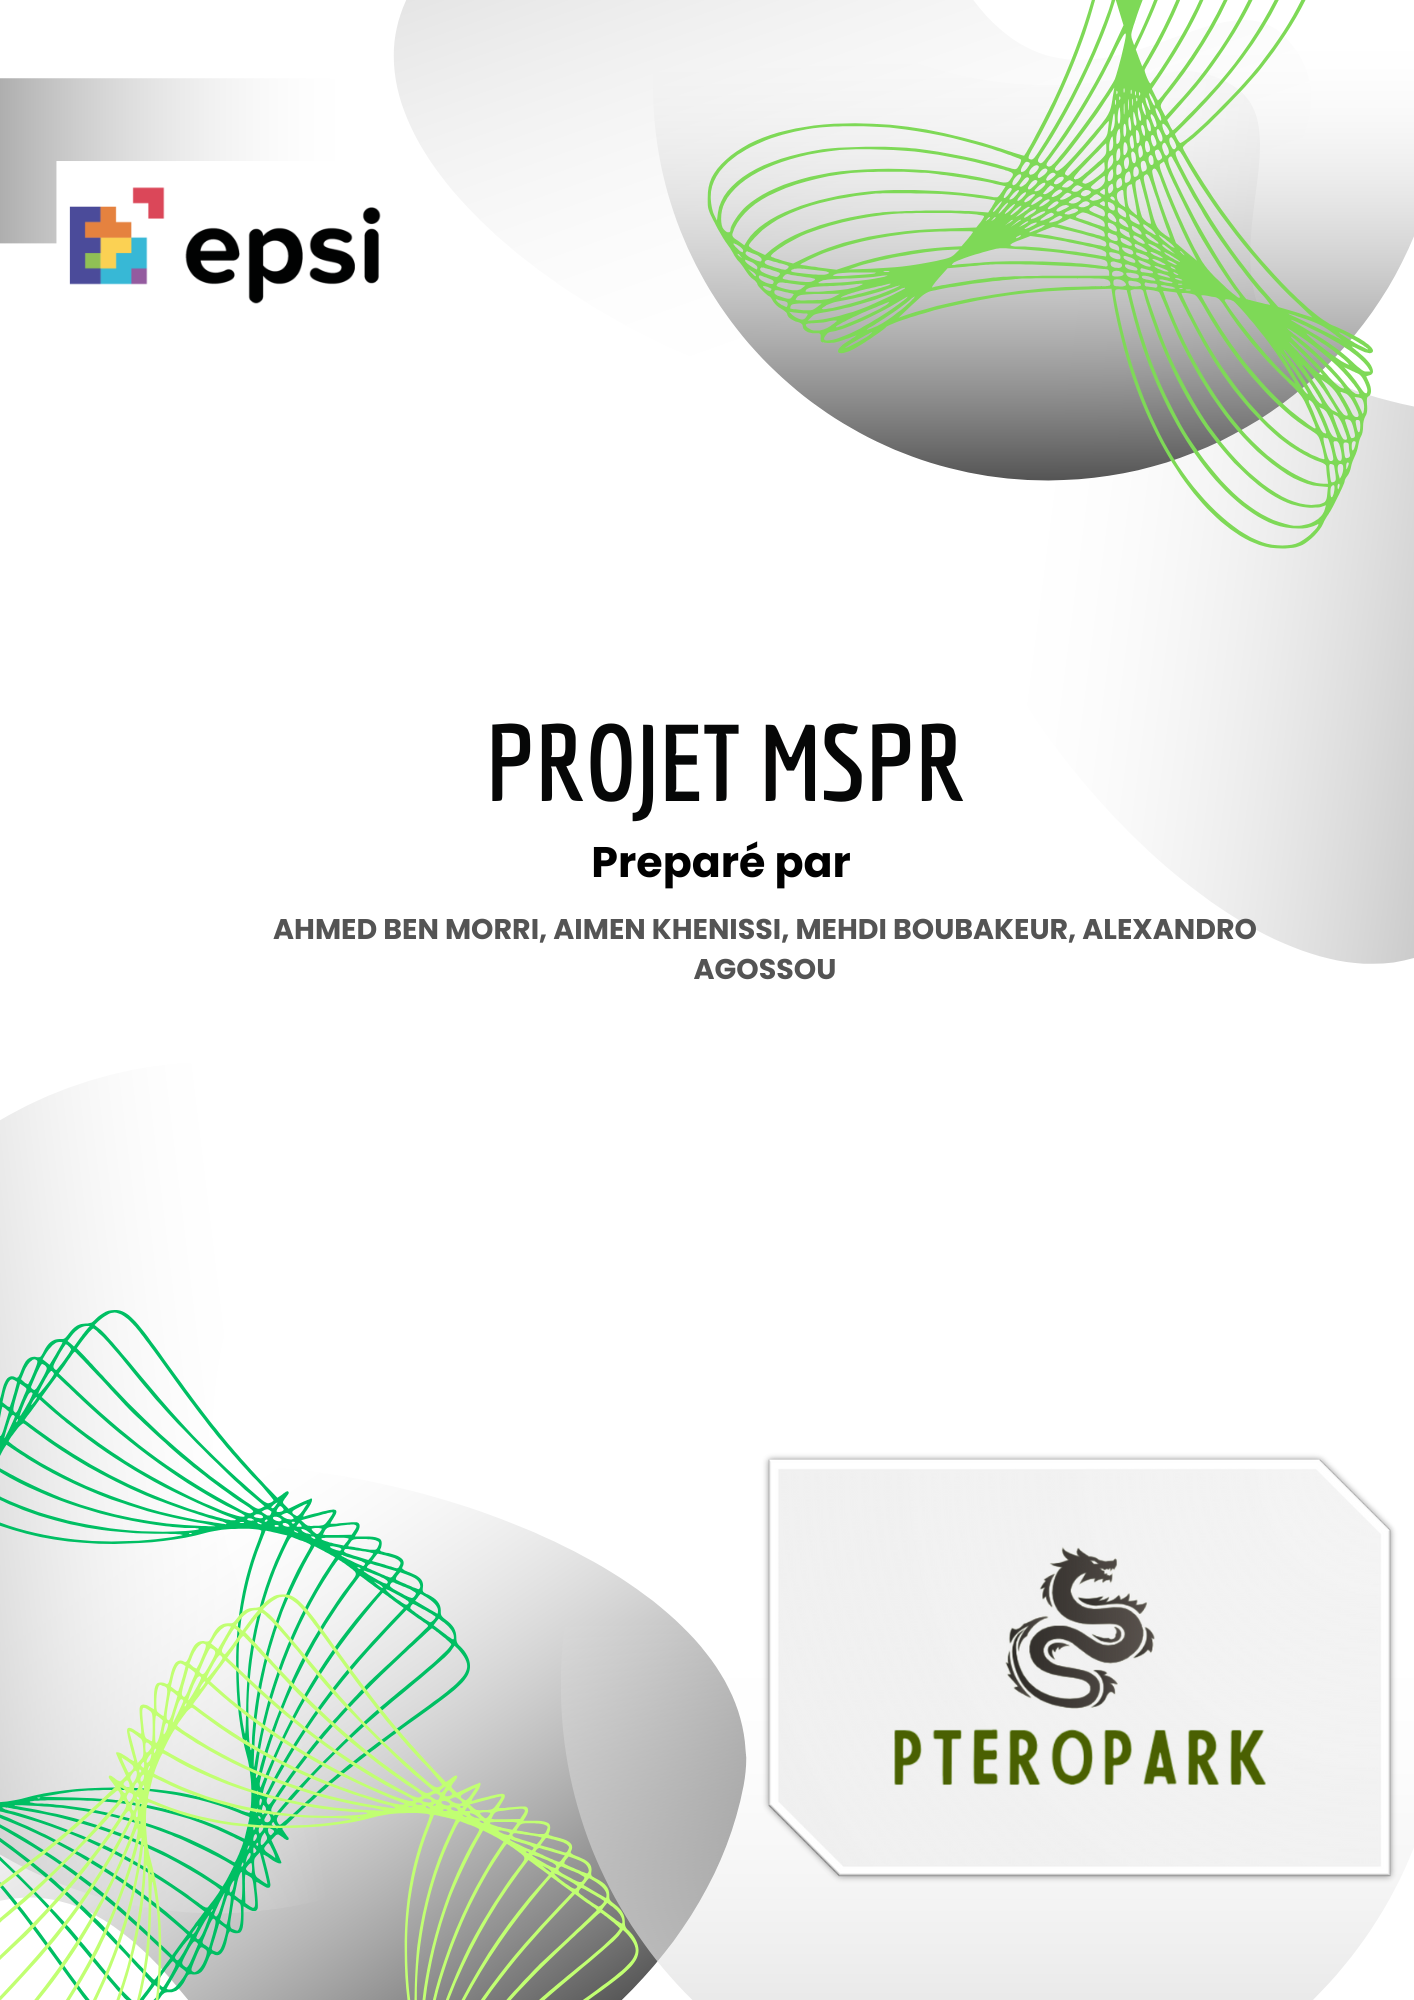 epsi
PROJET MSPR
Preparé par
AHMED BEN MORRI, AIMEN KHENISSI, MEHDI BOUBAKEUR, ALEXANDRO
AGOSSOU
PTEROPARK